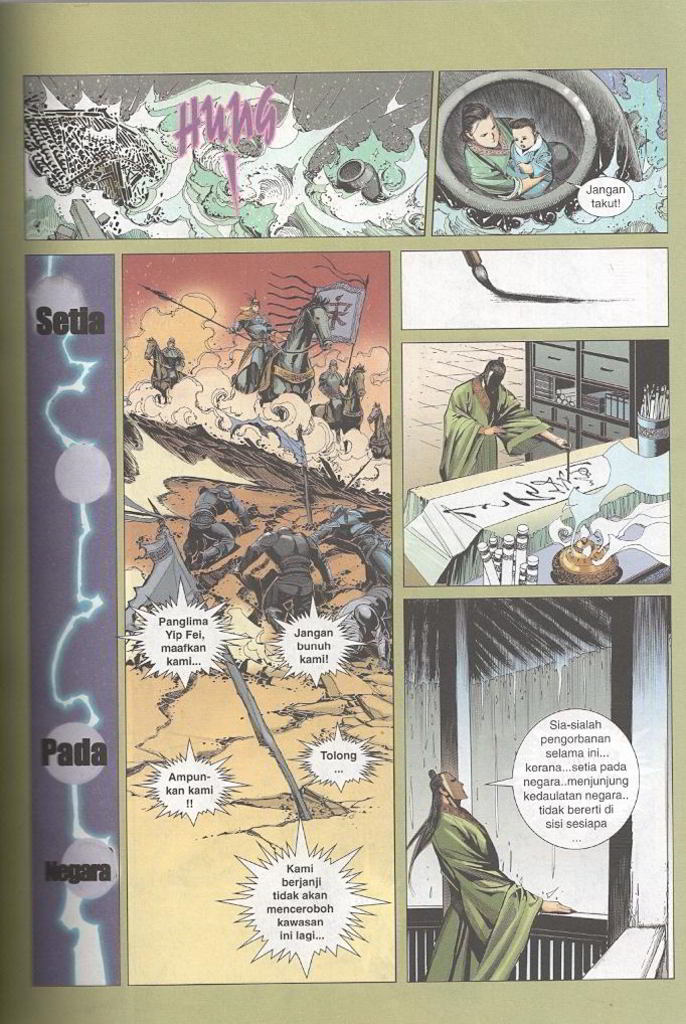 HUNG
!
Jangan
takut!
Setia
Pada
Negara
Panglima
Yip Fei,
maafkan
kami...
Jangan
bunuh
kami!
Ampun-
kan kami
!!
Tolong
...
Kami
berjanji
tidak akan
menceroboh
kawasan
ini lagi...
Sia-sialah
pengorbanan
selama ini...
kerana...setia pada
negara..menjunjung
kedaulatan negara..
tidak bererti di
sisi sesiapa
...